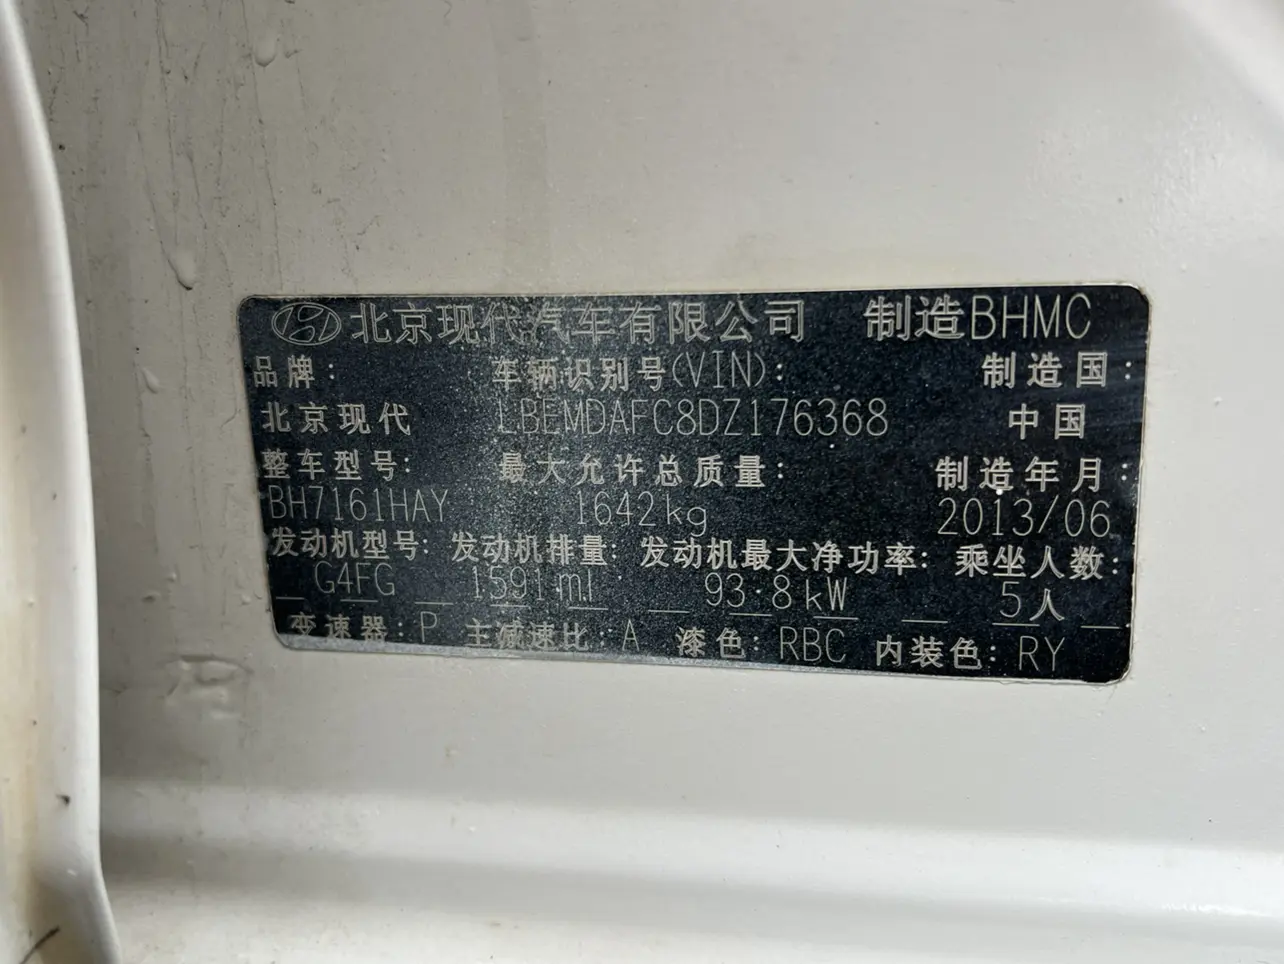 北京现代汽车有限公司 制造BHMC
品牌: 车辆识别号(VIN): 制造国:
北京现代 LBEMDAFC8DZ176368 中国
整车型号: 最大允许总质量: 制造年月:
BH7161HAY 1642kg 2013/06
发动机型号: 发动机排量: 发动机最大净功率: 乘坐人数:
G4FG 1591ml 93.8kW 5人
变速器: P 主减速比: A 漆色: RBC 内装色: RY